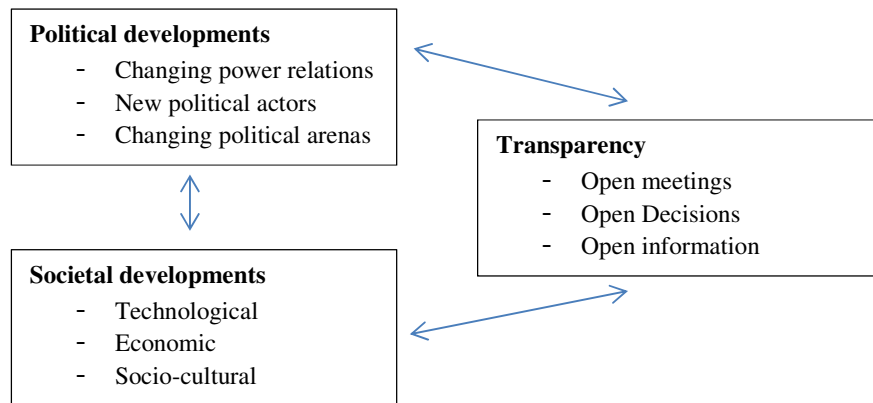 Political developments
- Changing power relations
- New political actors
- Changing political arenas
Transparency
- Open meetings
- Open Decisions
- Open information
Societal developments
- Technological
- Economic
- Socio-cultural